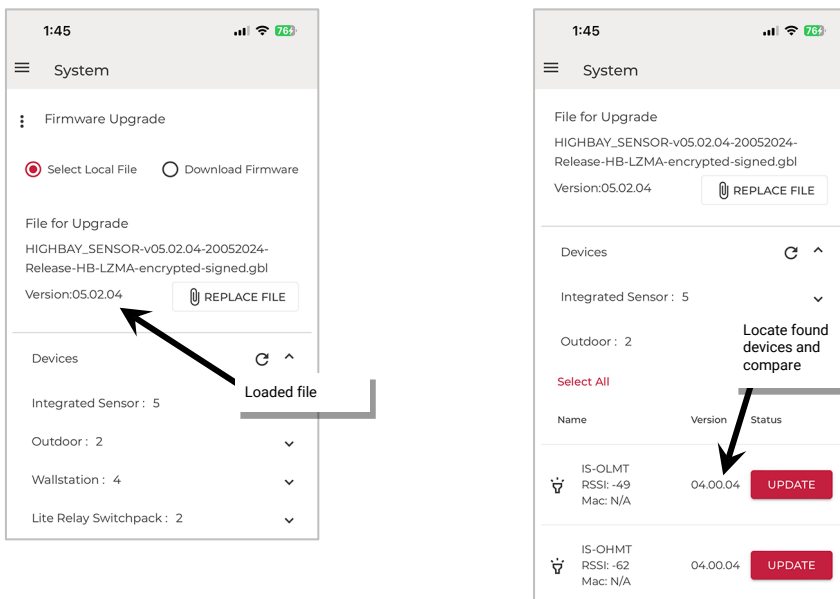 1:45
76
System
Firmware Upgrade
Select Local File
Download Firmware
File for Upgrade
HIGHBAY_SENSOR-v05.02.04-20052024-
Release-HB-LZMA-encrypted-signed.gbl
Version:05.02.04
REPLACE FILE
Devices
Loaded file
Integrated Sensor : 5
Outdoor : 2
Wallstation : 4
Lite Relay Switchpack : 2
1:45
76
System
File for Upgrade
HIGHBAY_SENSOR-v05.02.04-20052024-
Release-HB-LZMA-encrypted-signed.gbl
Version:05.02.04
REPLACE FILE
Devices
Integrated Sensor : 5
Outdoor : 2
Locate found
devices and
compare
Select All
Name Version Status
IS-OLMT
RSSI: -49
Mac: N/A
04.00.04
UPDATE
IS-OHMT
RSSI: -62
Mac: N/A
04.00.04
UPDATE